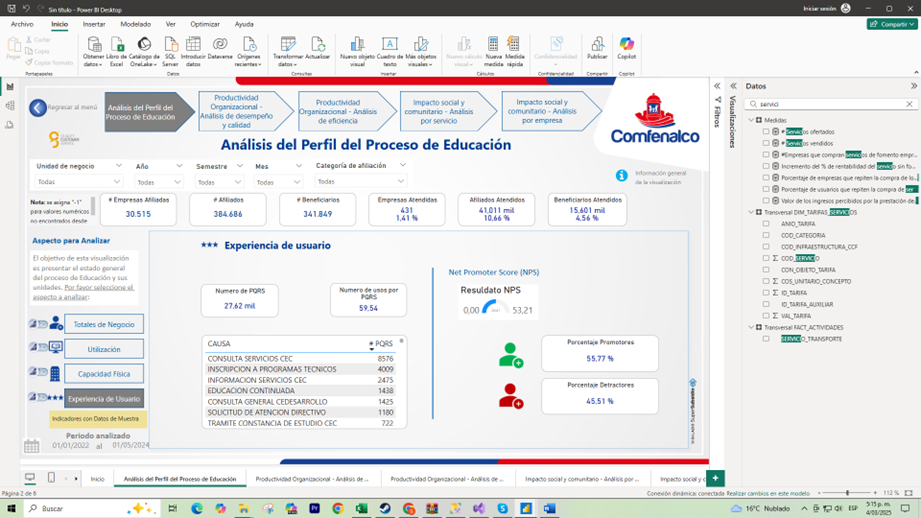 Sin título - Power BI Desktop
Buscar
Iniciar sesión
Archivo
Inicio
Insertar
Modelado
Ver
Optimizar
Ayuda
Compartir
Pegar
Cortar
Copiar
Copiar formato
Portapapeles
Obtener datos
Libro de Excel
Catálogo de OneLake
SQL Server
Introducir datos
Dataverse
Orígenes recientes
Datos
Transformar datos
Actualizar
Consultas
Nuevo objeto visual
Cuadro de texto
Más objetos visuales
Insertar
Nuevo cálculo visual
Nueva medida
Medida rápida
Cálculos
Confidencialidad
Confidencialidad
Publicar
Compartir
Copilot
Copilot
Regresar al menú
Análisis del Perfil del Proceso de Educación
Productividad Organizacional - Análisis de desempeño y calidad
Productividad Organizacional - Análisis de eficiencia
Impacto social y comunitario - Análisis por servicio
Impacto social y comunitario - Análisis por empresa
Comfenalco
Análisis del Perfil del Proceso de Educación
Unidad de negocio
Año
Semestre
Mes
Categoría de afiliación
Todas
Todas
Todas
Todas
Todas
Información general de la visualización
Nota: se asigna "-1" para valores numéricos no encontrados desde
# Empresas Afiliados
30.515
# Afiliados
384.686
# Beneficiarios
341.849
Empresas Atendidas
431
1,41 %
Afiliados Atendidos
41,011 mil
10,66 %
Beneficiarios Atendidos
15,601 mil
4,56 %
Aspecto para Analizar
El objetivo de esta visualización es presentar el estado general del proceso de Educación y sus unidades. Por favor seleccione el aspecto a analizar:
Totales de Negocio
Utilización
Capacidad Física
Experiencia de Usuario
Indicadores con Datos de Muestra
Periodo analizado
01/01/2022 al 01/05/2024
Experiencia de usuario
Numero de PQRS
27.62 mil
Numero de usos por PQRS
59,54
CAUSA # PQRS
CONSULTA SERVICIOS CEC 8576
INSCRIPCION A PROGRAMAS TECNICOS 4009
INFORMACION SERVICIOS CEC 2475
EDUCACION CONTINUADA 1438
CONSULTA GENERAL CEDESARROLLO 1425
SOLICITUD DE ATENCION DIRECTIVO 1180
TRAMITE CONSTANCIA DE ESTUDIO CEC 722
Net Promoter Score (NPS)
Resuldato NPS
0,00
53,21
Porcentaje Promotores
55,77 %
Porcentaje Detractores
45,51 %
Filtros
Visualizaciones
Datos
servici
Medidas
# Servicios ofertados
# Servicios vendidos
#Empresas que compran servicios de fomento empr...
Incremento del % de rentabilidad del servicio sin fo...
Porcentaje de empresas que repiten la compra de lo...
Porcentaje de usuarios que repiten la compra de ser
Valor de los ingresos percibidos por la prestación de...
Transversal DIM_TARIFAS_SERVICIOS
ANIO_TARIFA
COD_CATEGORIA
COD_INFRAESTRUCTURA_CCF
COD_SERVICIO
CON_OBJETO_TARIFA
COS_UNITARIO_CONCEPTO
ID_TARIFA
ID_TARIFA_AUXILIAR
VAL_TARIFA
Transversal FACT_ACTIVIDADES
SERVICIO_TRANSPORTE
Inicio
Análisis del Perfil del Proceso de Educación
Productividad Organizacional - Análisis de ...
Productividad Organizacional - Análisis de ...
Impacto social y comunitario - Análisis por ...
Impacto social y c
Página 2 de 6
Conexión dinámica: conectada Realizar cambios en este modelo
112 %
Buscar
16°C Nublado
ESP
5:15 p. m.
4/03/2025